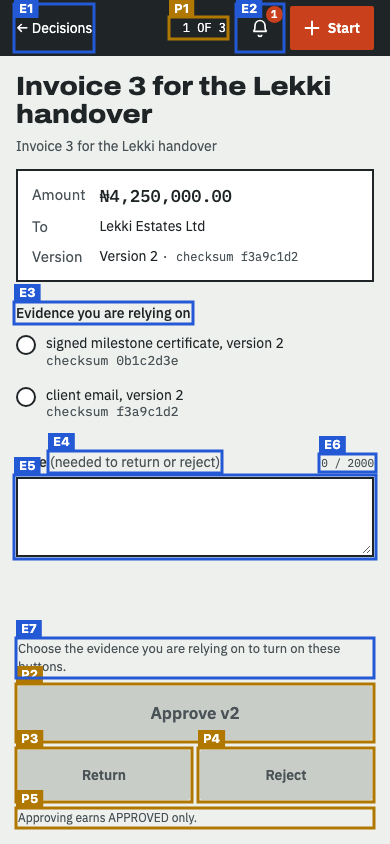 E1
P1
E2
← Decisions
1 OF 3
1
+ Start
Invoice 3 for the Lekki
handover
Invoice 3 for the Lekki handover
Amount ₦4,250,000.00
To Lekki Estates Ltd
Version Version 2 · checksum f3a9c1d2
E3
Evidence you are relying on
signed milestone certificate, version 2
checksum 0b1c2d3e
client email, version 2
checksum f3a9c1d2
E4
E6
E5
(needed to return or reject)
0 / 2000
E7
Choose the evidence you are relying on to turn on these
buttons.
P2
Approve v2
P3
P4
Return
Reject
P5
Approving earns APPROVED only.